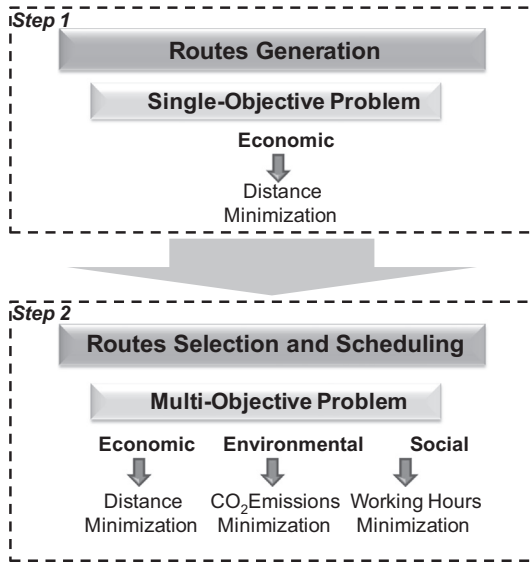 Step 1
Routes Generation
Single-Objective Problem
Economic
Distance
Minimization
Step 2
Routes Selection and Scheduling
Multi-Objective Problem
Economic Environmental Social
Distance CO₂Emissions Working Hours
Minimization Minimization Minimization